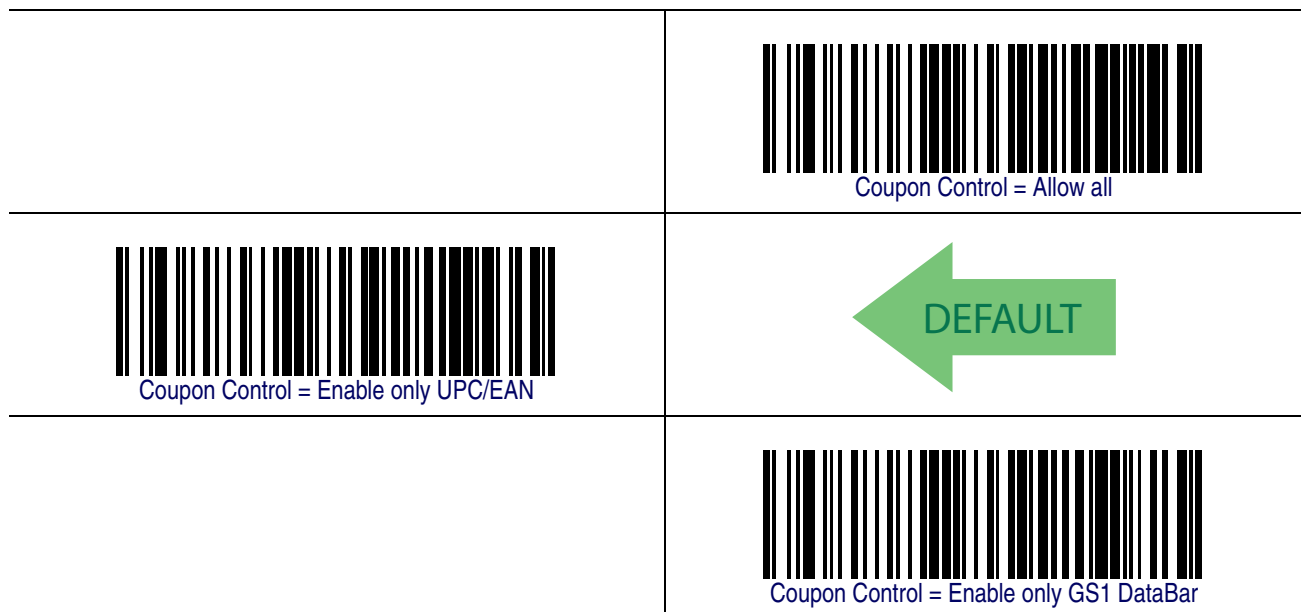 Coupon Control = Allow all
Coupon Control = Enable only UPC/EAN
DEFAULT
Coupon Control = Enable only GS1 DataBar